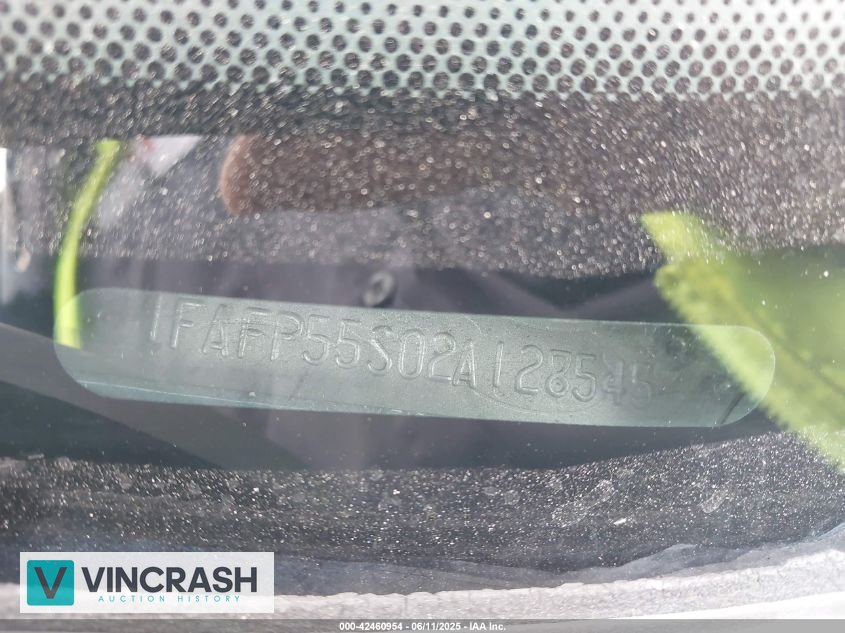 1FAFP55S02A128545
VINCRASH
AUCTION HISTORY
000-42460954 - 06/11/2025 - IAA Inc.